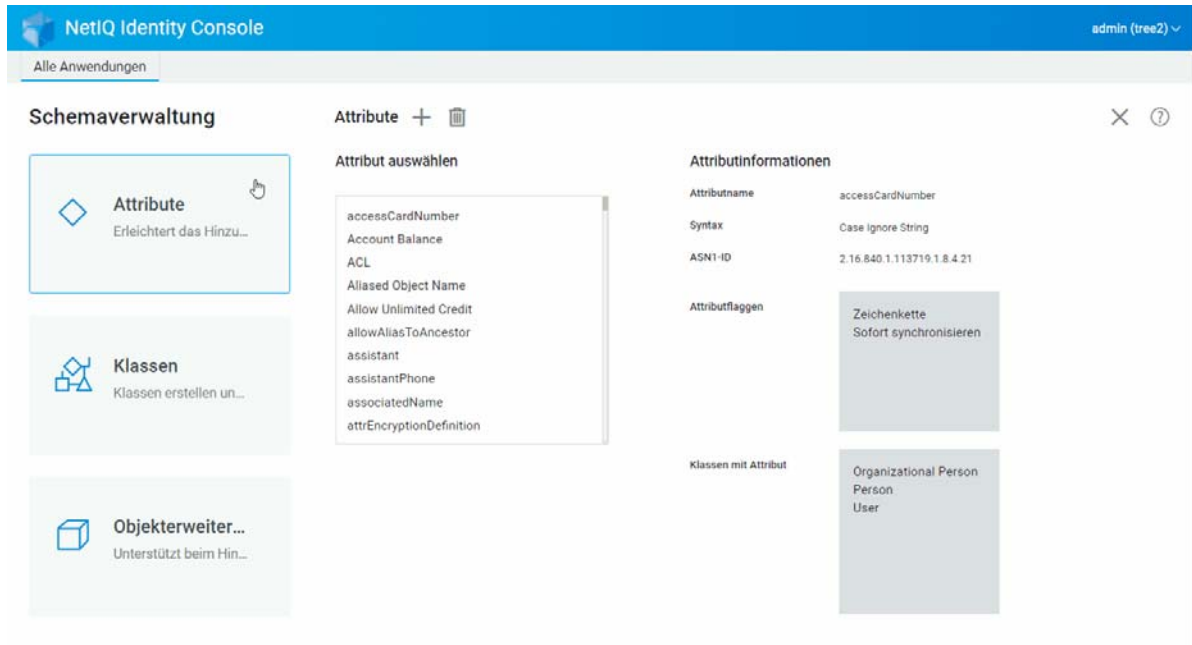 NetIQ Identity Console
admin (tree2)
Alle Anwendungen
Schemaverwaltung
Attribute
Erleichtert das Hinzu...
Klassen
Klassen erstellen un...
Objekterweiter...
Unterstützt beim Hin...
Attribute
Attribut auswählen
accessCardNumber
Account Balance
ACL
Aliased Object Name
Allow Unlimited Credit
allowAliasToAncestor
assistant
assistantPhone
associatedName
attrEncryptionDefinition
Attributinformationen
Attributname accessCardNumber
Syntax Case Ignore String
ASN1-ID 2.16.840.1.113719.1.8.4.21
Attributflaggen
Zeichenkette
Sofort synchronisieren
Klassen mit Attribut
Organizational Person
Person
User